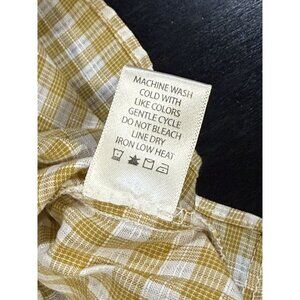 MACHINE WASH
COLD WITH
LIKE COLORS
GENTLE CYCLE
DO NOT BLEACH
LINE DRY
IRON LOW HEAT